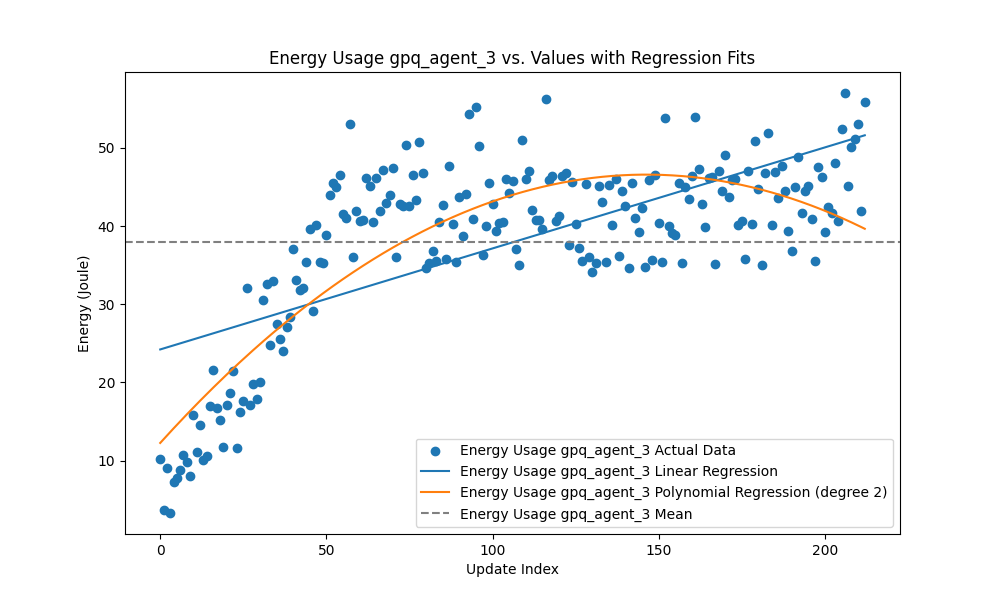 Energy Usage gpq_agent_3 vs. Values with Regression Fits
Energy (Joule)
50
40
30
20
10
0
50
100
150
200
Update Index
Energy Usage gpq_agent_3 Actual Data
Energy Usage gpq_agent_3 Linear Regression
Energy Usage gpq_agent_3 Polynomial Regression (degree 2)
Energy Usage gpq_agent_3 Mean